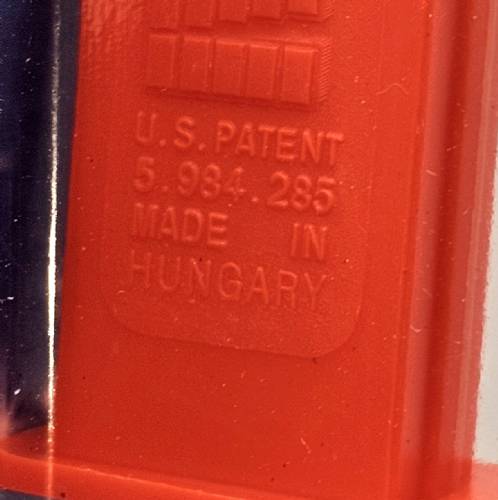 U.S. PATENT
5.984.285
MADE IN
HUNGARY